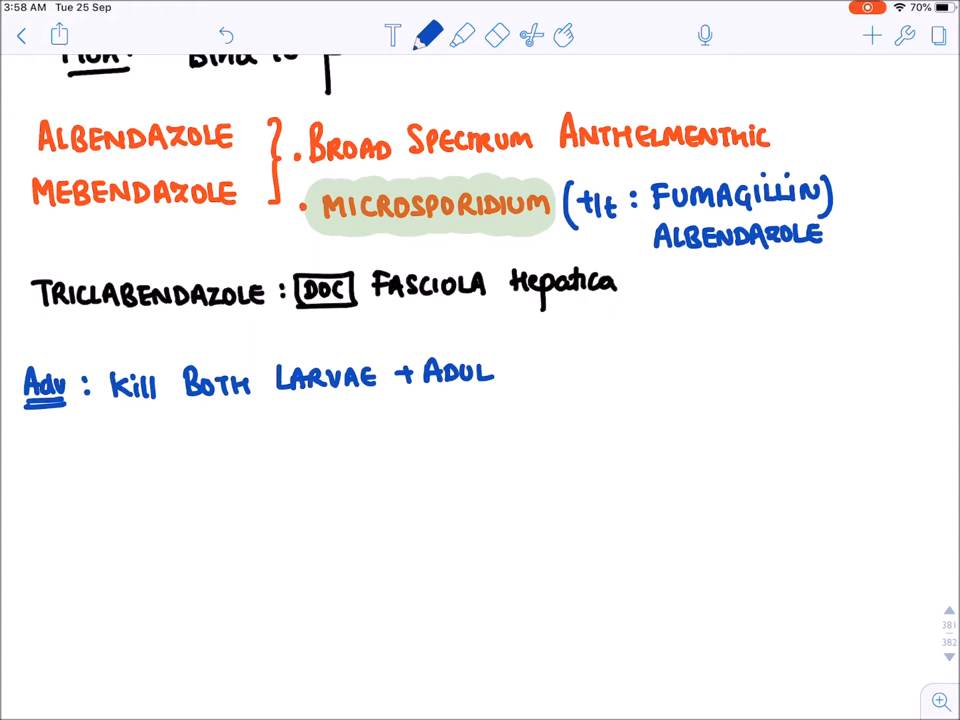 3:58 AM Tue 25 Sep 70%
T
ALBENDAZOLE
MEBENDAZOLE
. BROAD SPECTRUM ANTHELMENTHIC
. MICROSPORIDIUM (t/t : FUMAGILLIN)
ALBENDAZOLE
TRICLABENDAZOLE : DOC FASCIOLA Hepatica
Adv : Kill BOTH LARVAE + ADUL
381
382